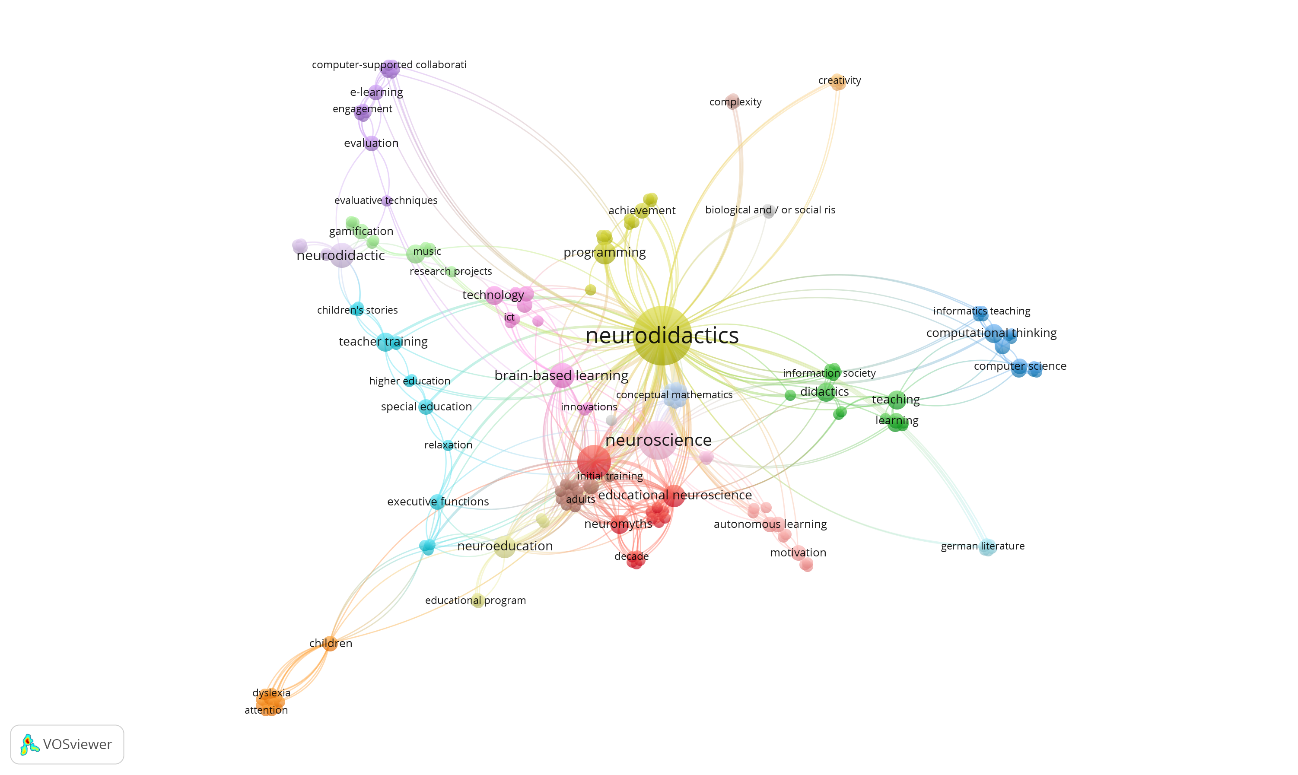 computer-supported collaborati
creativity
e-learning
complexity
engagement
evaluation
evaluative techniques
achievement
biological and / or social ris
gamification
neurodidactic
music
programming
research projects
technology
children's stories
ict
informatics teaching
neurodidactics
computational thinking
teacher training
computer science
brain-based learning
information society
higher education
conceptual mathematics
didactics
special education
innovations
teaching
learning
relaxation
neuroscience
initial training
executive functions
adults
educational neuroscience
neuromyths
autonomous learning
neuroeducation
decade
motivation
german literature
educational program
children
dyslexia
attention
VOSviewer